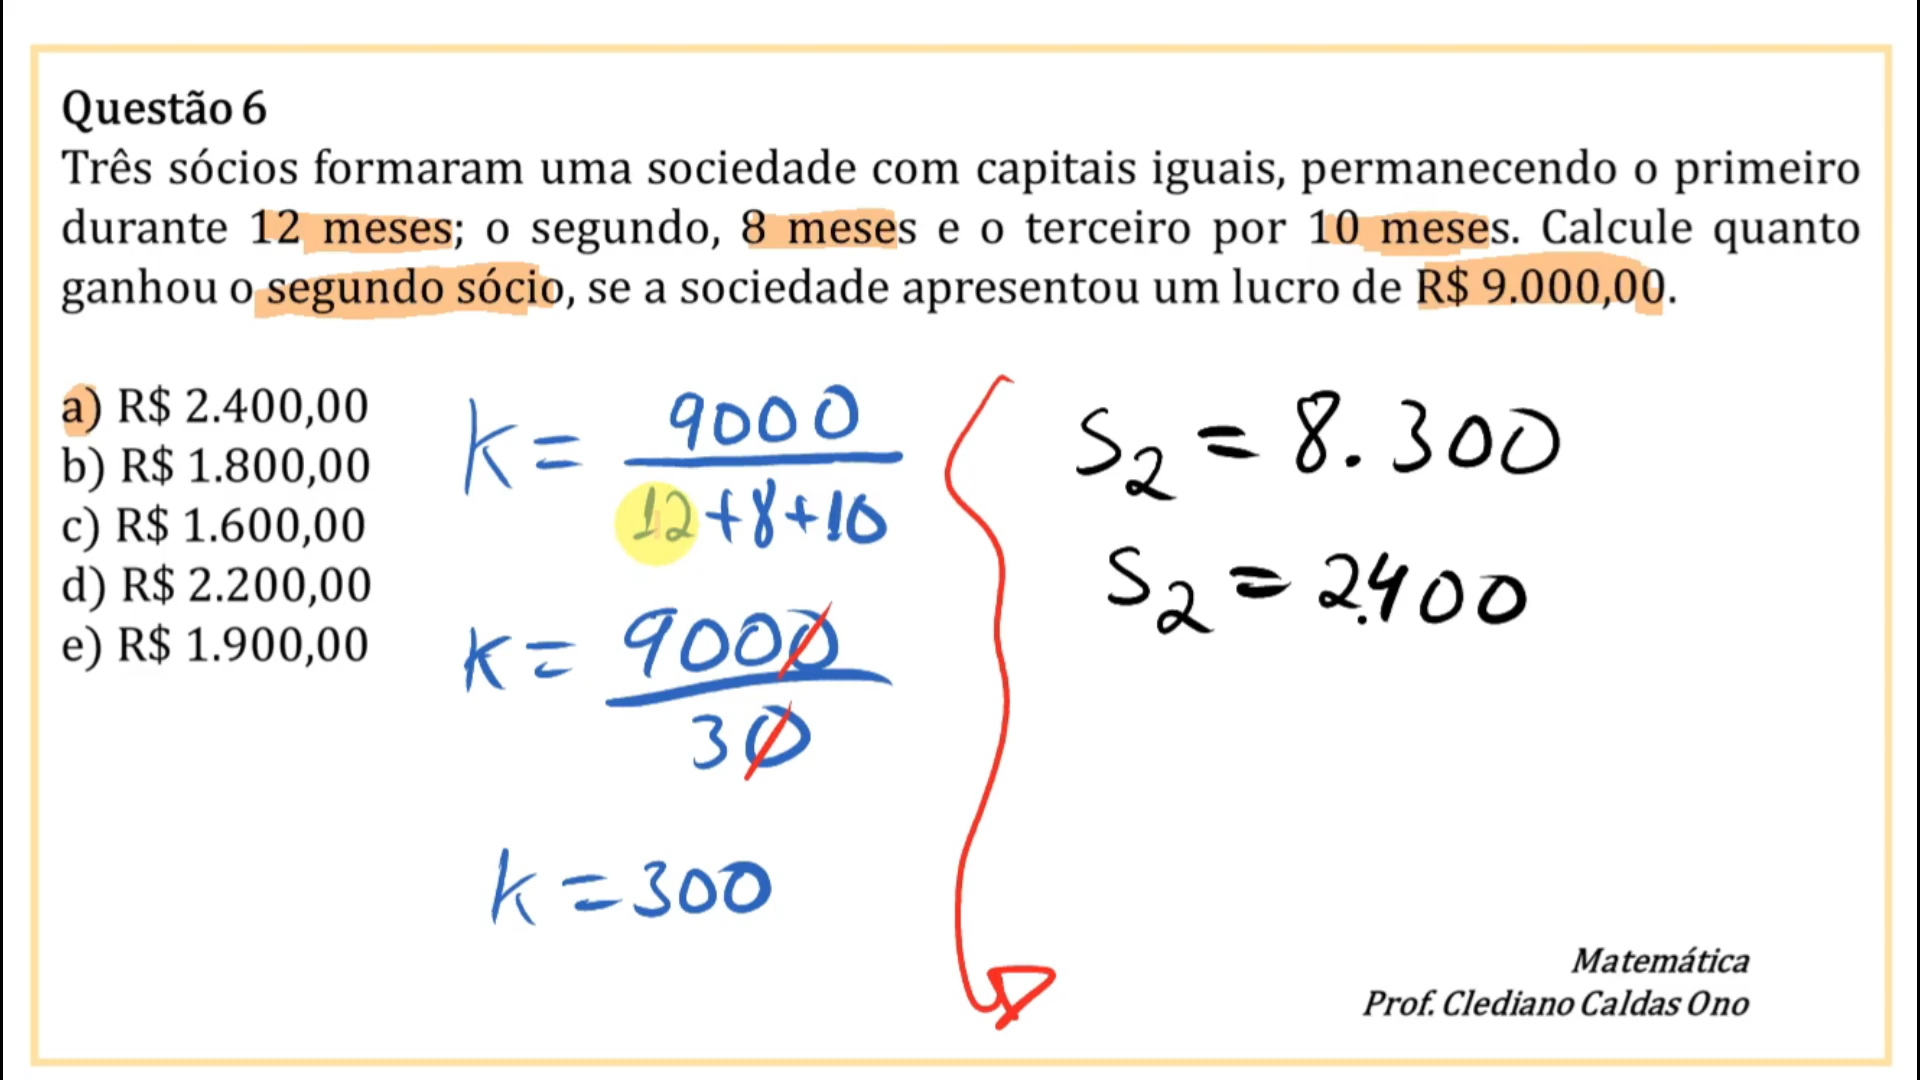 Questão 6
Três sócios formaram uma sociedade com capitais iguais, permanecendo o primeiro
durante 12 meses; o segundo, 8 meses e o terceiro por 10 meses. Calcule quanto
ganhou o segundo sócio, se a sociedade apresentou um lucro de R$ 9.000,00.
a) R$ 2.400,00
b) R$ 1.800,00
c) R$ 1.600,00
d) R$ 2.200,00
e) R$ 1.900,00
K = 9000
12+8+10
K = 9000
30
K = 300
S2 = 8.300
S2 = 2.400
Matemática
Prof. Clediano Caldas Ono